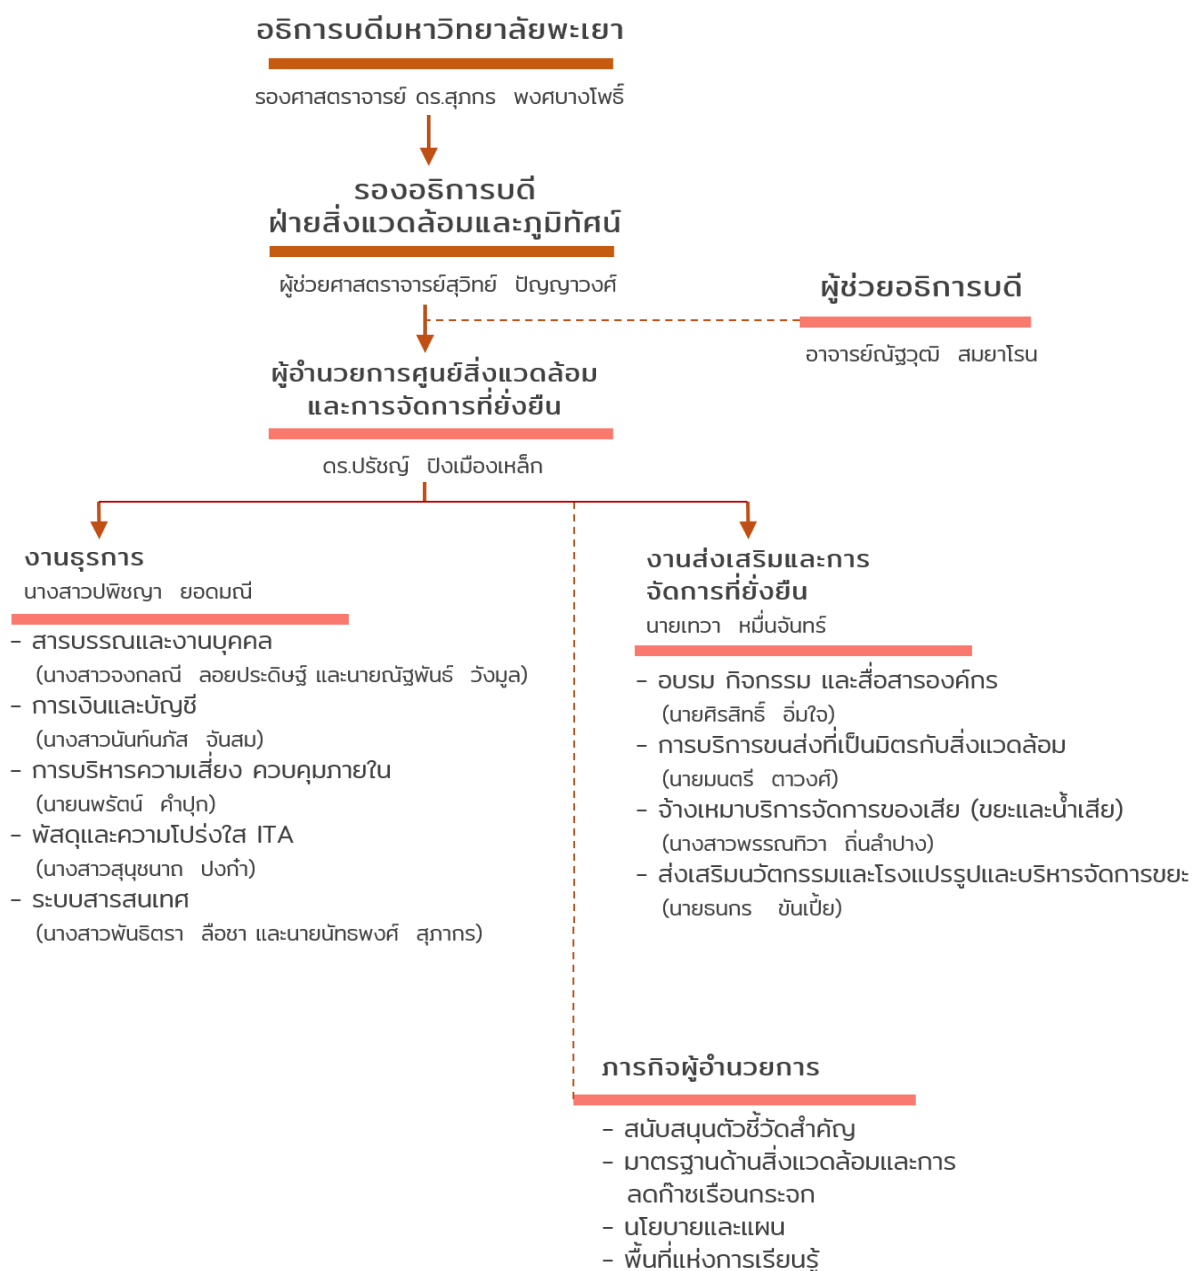 อธิการบดีมหาวิทยาลัยพะเยา
รองศาสตราจารย์ ดร.สุภกร พงศบางโพธิ์
รองอธิการบดี
ฝ่ายสิ่งแวดล้อมและภูมิทัศน์
ผู้ช่วยศาสตราจารย์สุวิทย์ ปัญญาวงศ์
ผู้ช่วยอธิการบดี
อาจารย์ณัฐวุฒิ สมยาโรน
ผู้อำนวยการศูนย์สิ่งแวดล้อม
และการจัดการที่ยั่งยืน
ดร.ปรัชญ์ ปิงเมืองเหล็ก
งานธุรการ
นางสาวปพิชญา ยอดมณี
- สารบรรณและงานบุคคล
(นางสาวจงกลณี ลอยประดิษฐ์ และนายณัฐพันธ์ วังมูล)
- การเงินและบัญชี
(นางสาวนันท์นภัส จันสม)
- การบริหารความเสี่ยง ควบคุมภายใน
(นายนพรัตน์ คำปุก)
- พัสดุและความโปร่งใส ITA
(นางสาวสุนุชนาถ ปงก๋า)
- ระบบสารสนเทศ
(นางสาวพันธิตรา ลือชา และนายนัทธพงศ์ สุภากร)
งานส่งเสริมและการ
จัดการที่ยั่งยืน
นายเทวา หมื่นจันทร์
- อบรม กิจกรรม และสื่อสารองค์กร
(นายศิรสิทธิ์ อิ่มใจ)
- การบริการขนส่งที่เป็นมิตรกับสิ่งแวดล้อม
(นายมนตรี ตาวงศ์)
- จ้างเหมาบริการจัดการของเสีย (ขยะและน้ำเสีย)
(นางสาวพรรณทิวา ถิ่นลำปาง)
- ส่งเสริมนวัตกรรมและโรงแปรรูปและบริหารจัดการขยะ
(นายธนกร ขันเปี้ย)
ภารกิจผู้อำนวยการ
- สนับสนุนตัวชี้วัดสำคัญ
- มาตรฐานด้านสิ่งแวดล้อมและการ
ลดก๊าซเรือนกระจก
- นโยบายและแผน
- พื้นที่แห่งการเรียนรู้